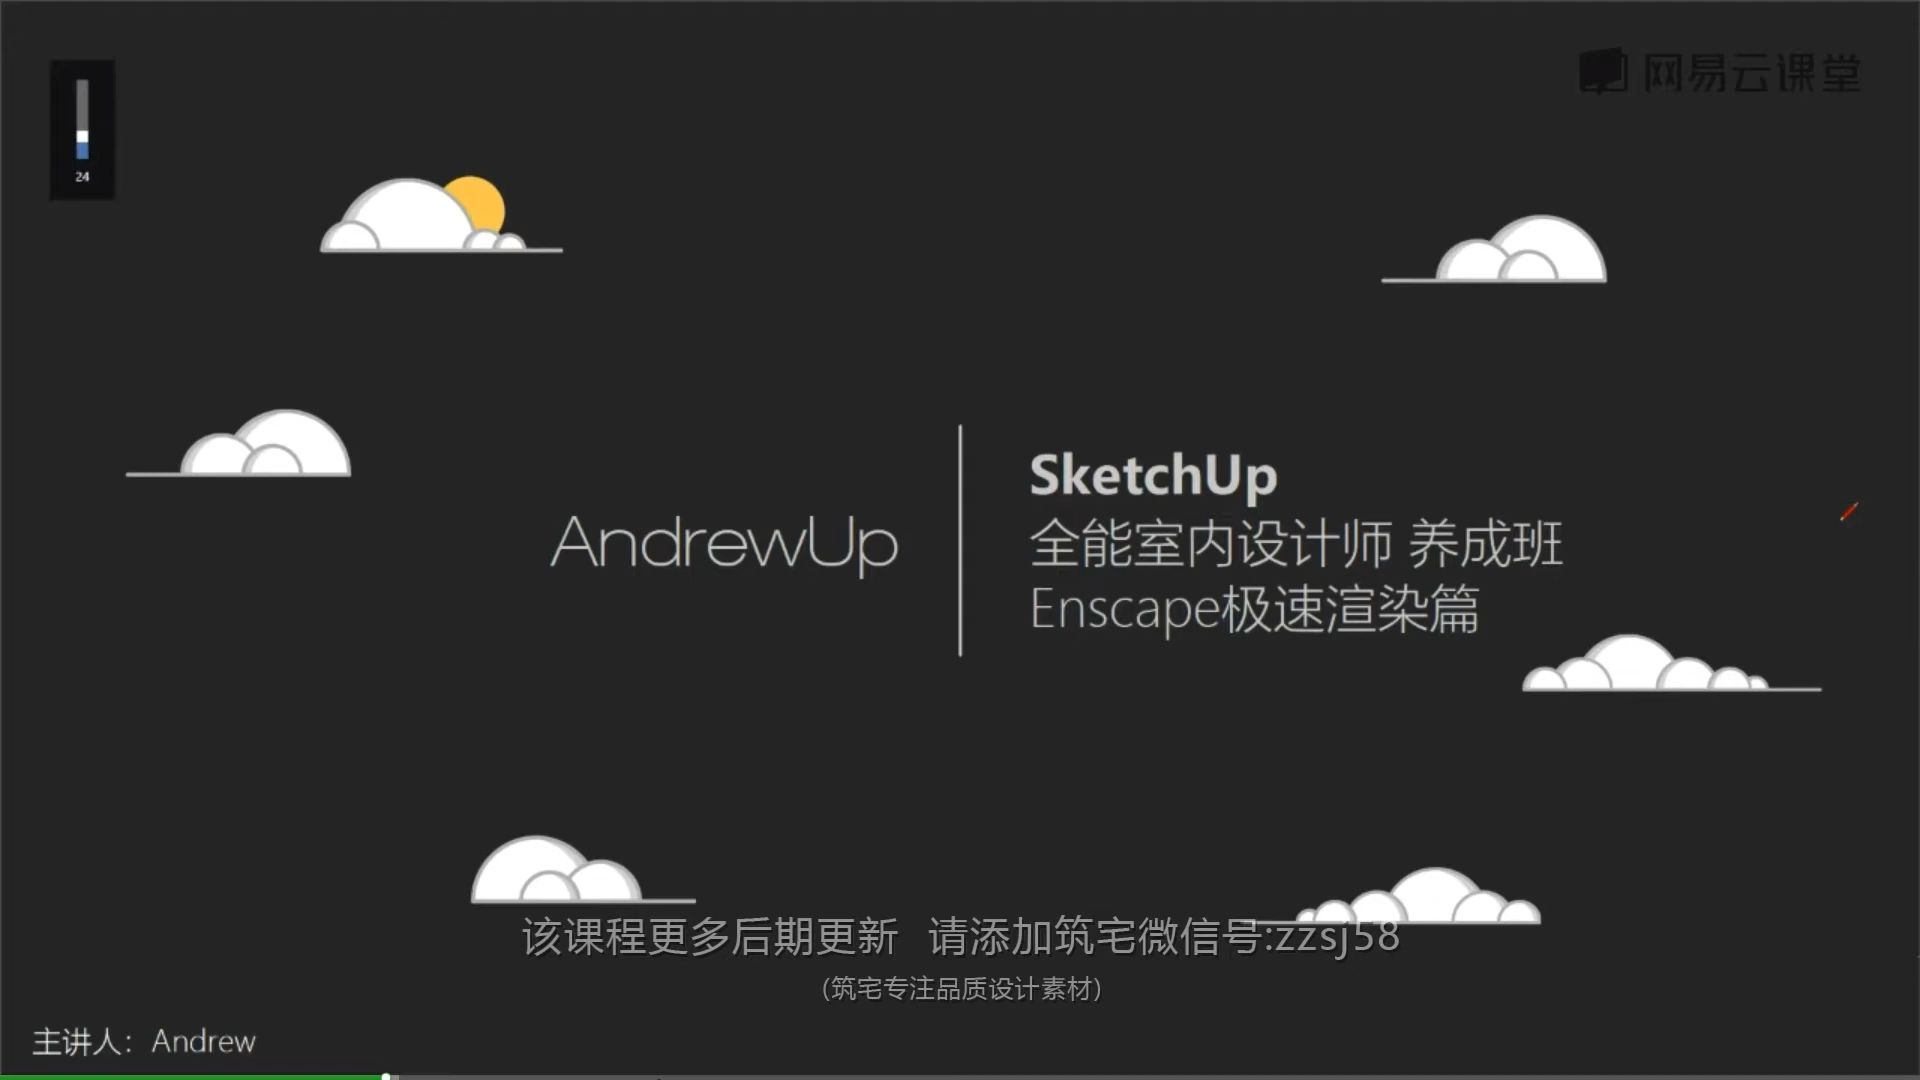 网易云课堂
24
AndrewUp
SketchUp
全能室内设计师 养成班
Enscape极速渲染篇
该课程更多后期更新 请添加筑宅微信号:zzsj58
(筑宅专注品质设计素材)
主讲人：Andrew